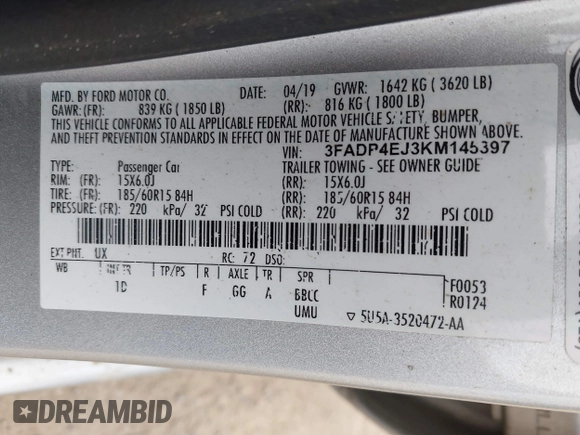 MFD. BY FORD MOTOR CO. DATE: 04/19 GVWR: 1642 KG ( 3620 LB)
GAWR: (FR): 839 KG ( 1850 LB) (RR): 816 KG ( 1800 LB)
THIS VEHICLE CONFORMS TO ALL APPLICABLE FEDERAL MOTOR VEHICLE SAFETY, BUMPER,
AND THEFT PREVENTION STANDARDS IN EFFECT ON THE DATE OF MANUFACTURE SHOWN ABOVE.
VIN: 3FADP4EJ3KM145397
TYPE: Passenger Car TRAILER TOWING - SEE OWNER GUIDE
RIM: (FR): 15X6.0J (RR): 15X6.0J
TIRE: (FR): 185/60R15 84H (RR): 185/60R15 84H
PRESSURE: (FR): 220 kPa/ 32 PSI COLD (RR): 220 kPa/ 32 PSI COLD
EXT PNT: UX RC: 72 DSO:
WB TP/PS R AXLE TR SPR F0053
1D F GG A BBCC R0124
UMU ▽ 5U5A-3520472-AA
DREAMBID